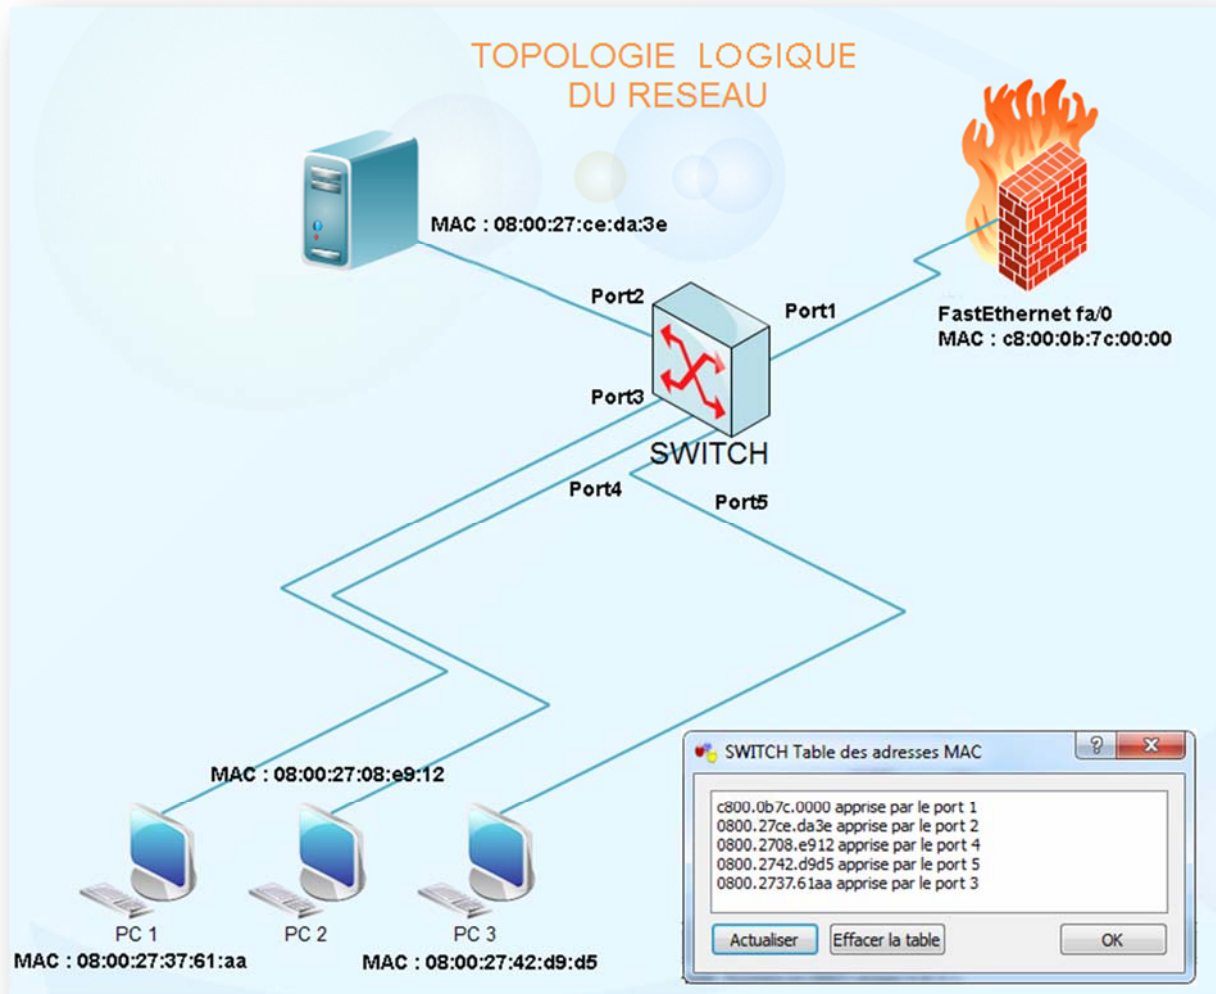 TOPOLOGIE LOGIQUE
DU RESEAU
MAC : 08:00:27:ce:da:3e
Port2
Port1
FastEthernet fa/0
MAC : c8:00:0b:7c:00:00
Port3
SWITCH
Port4
Port5
MAC : 08:00:27:08:e9:12
PC 1
PC 2
PC 3
MAC : 08:00:27:37:61:aa
MAC : 08:00:27:42:d9:d5
SWITCH Table des adresses MAC
?
c800.0b7c.0000 apprise par le port 1
0800.27ce.da3e apprise par le port 2
0800.2708.e912 apprise par le port 4
0800.2742.d9d5 apprise par le port 5
0800.2737.61aa apprise par le port 3
Actualiser
Effacer la table
OK